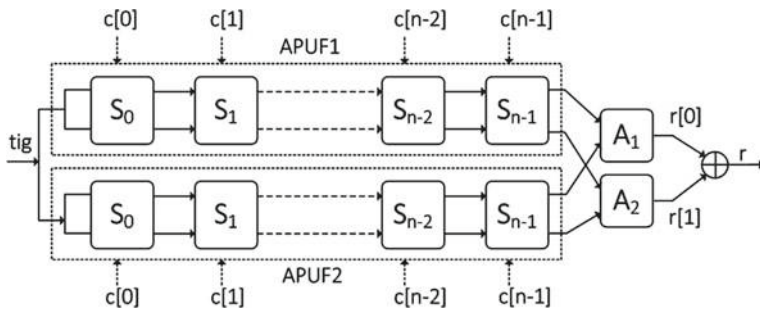 c[0] c[1] c[n-2] c[n-1]
APUF1
S0 S1 Sn-2 Sn-1
tig
A1 r[0]
r
A2 r[1]
S0 S1 Sn-2 Sn-1
APUF2
c[0] c[1] c[n-2] c[n-1]